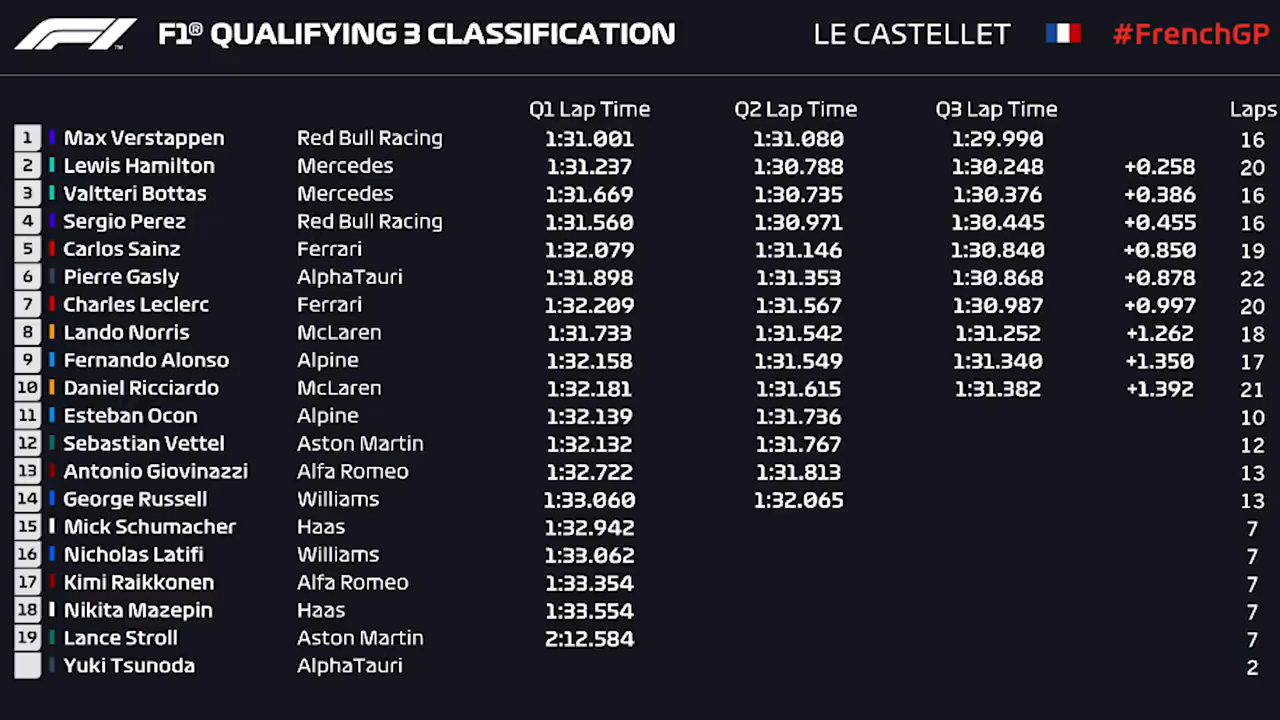 F1® QUALIFYING 3 CLASSIFICATION LE CASTELLET #FrenchGP
Q1 Lap Time Q2 Lap Time Q3 Lap Time Laps
1 Max Verstappen Red Bull Racing 1:31.001 1:31.080 1:29.990 16
2 Lewis Hamilton Mercedes 1:31.237 1:30.788 1:30.248 +0.258 20
3 Valtteri Bottas Mercedes 1:31.669 1:30.735 1:30.376 +0.386 16
4 Sergio Perez Red Bull Racing 1:31.560 1:30.971 1:30.445 +0.455 16
5 Carlos Sainz Ferrari 1:32.079 1:31.146 1:30.840 +0.850 19
6 Pierre Gasly AlphaTauri 1:31.898 1:31.353 1:30.868 +0.878 22
7 Charles Leclerc Ferrari 1:32.209 1:31.567 1:30.987 +0.997 20
8 Lando Norris McLaren 1:31.733 1:31.542 1:31.252 +1.262 18
9 Fernando Alonso Alpine 1:32.158 1:31.549 1:31.340 +1.350 17
10 Daniel Ricciardo McLaren 1:32.181 1:31.615 1:31.382 +1.392 21
11 Esteban Ocon Alpine 1:32.139 1:31.736 10
12 Sebastian Vettel Aston Martin 1:32.132 1:31.767 12
13 Antonio Giovinazzi Alfa Romeo 1:32.722 1:31.813 13
14 George Russell Williams 1:33.060 1:32.065 13
15 Mick Schumacher Haas 1:32.942 7
16 Nicholas Latifi Williams 1:33.062 7
17 Kimi Raikkonen Alfa Romeo 1:33.354 7
18 Nikita Mazepin Haas 1:33.554 7
19 Lance Stroll Aston Martin 2:12.584 7
Yuki Tsunoda AlphaTauri 2